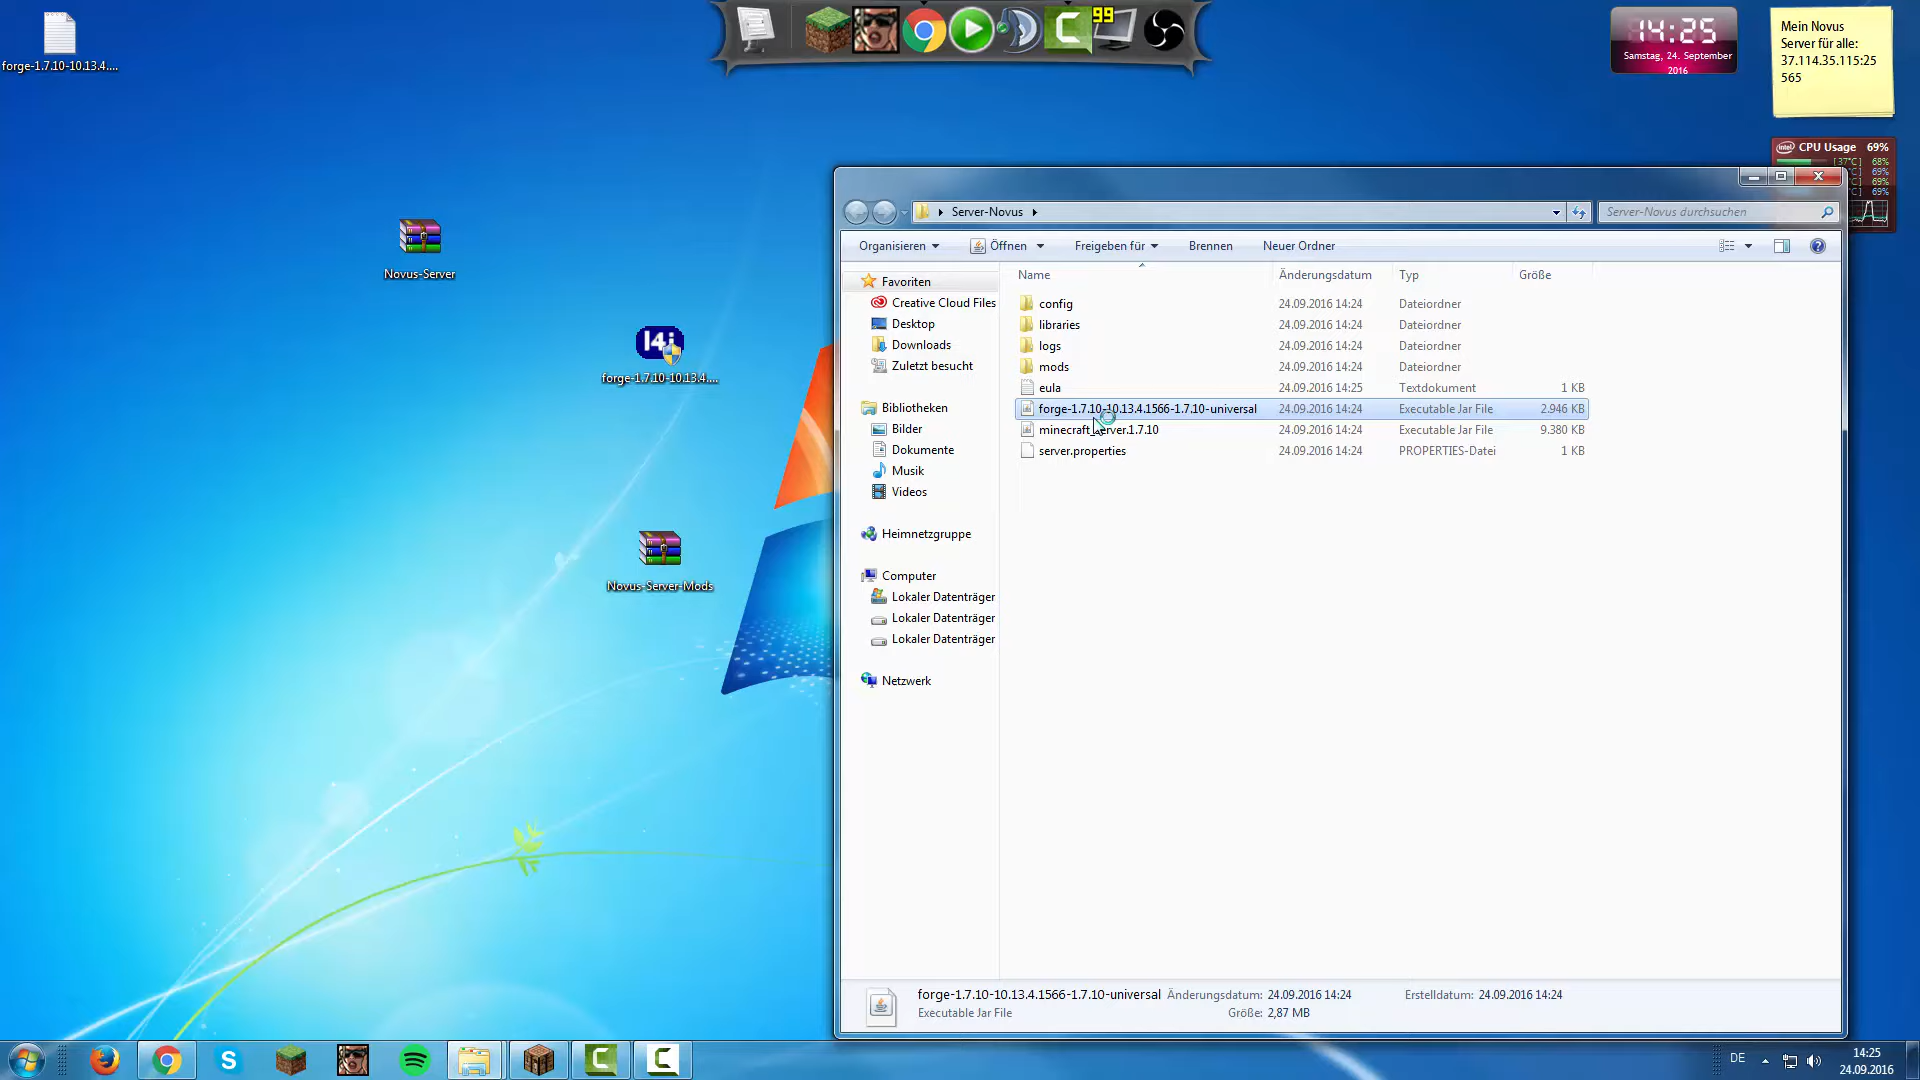 forge-1.7.10-10.13.4....
99
14:25
Samstag, 24. September
2016
Mein Novus
Server für alle:
37.114.35.115:25
565
intel CPU Usage 69%
[37°C] 68%
69%
69%
69%
Novus-Server
14i
forge-1.7.10-10.13.4....
Novus-Server-Mods
Server-Novus
Server-Novus durchsuchen
Organisieren
Öffnen
Freigeben für
Brennen
Neuer Ordner
Name
Änderungsdatum
Typ
Größe
Favoriten
Creative Cloud Files
Desktop
Downloads
Zuletzt besucht
Bibliotheken
Bilder
Dokumente
Musik
Videos
Heimnetzgruppe
Computer
Lokaler Datenträger
Lokaler Datenträger
Lokaler Datenträger
Netzwerk
config 24.09.2016 14:24 Dateiordner
libraries 24.09.2016 14:24 Dateiordner
logs 24.09.2016 14:24 Dateiordner
mods 24.09.2016 14:24 Dateiordner
eula 24.09.2016 14:25 Textdokument 1 KB
forge-1.7.10-10.13.4.1566-1.7.10-universal 24.09.2016 14:24 Executable Jar File 2.946 KB
minecraft_server.1.7.10 24.09.2016 14:24 Executable Jar File 9.380 KB
server.properties 24.09.2016 14:24 PROPERTIES-Datei 1 KB
forge-1.7.10-10.13.4.1566-1.7.10-universal Änderungsdatum: 24.09.2016 14:24 Erstelldatum: 24.09.2016 14:24
Executable Jar File Größe: 2,87 MB
DE
14:25
24.09.2016